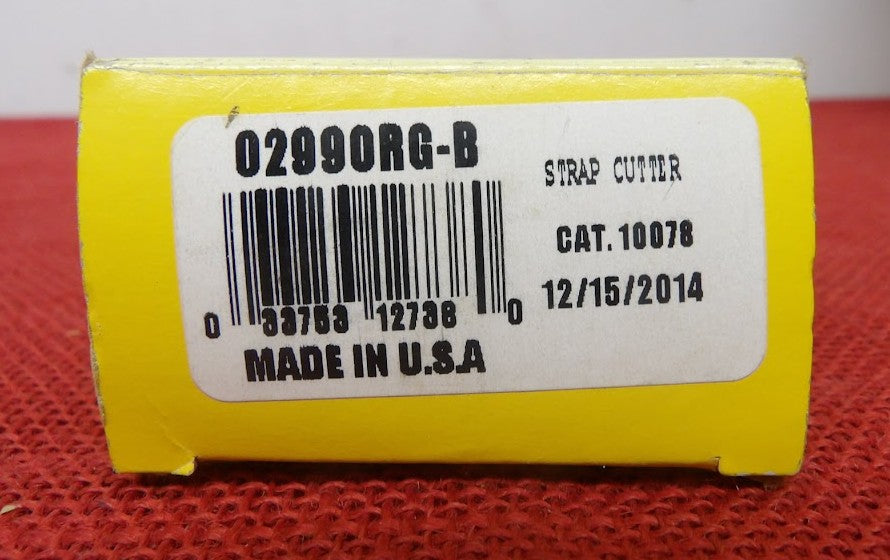 02990RG-B
STRAP CUTTER
CAT. 10078
12/15/2014
0 33753 12738 0
MADE IN U.S.A